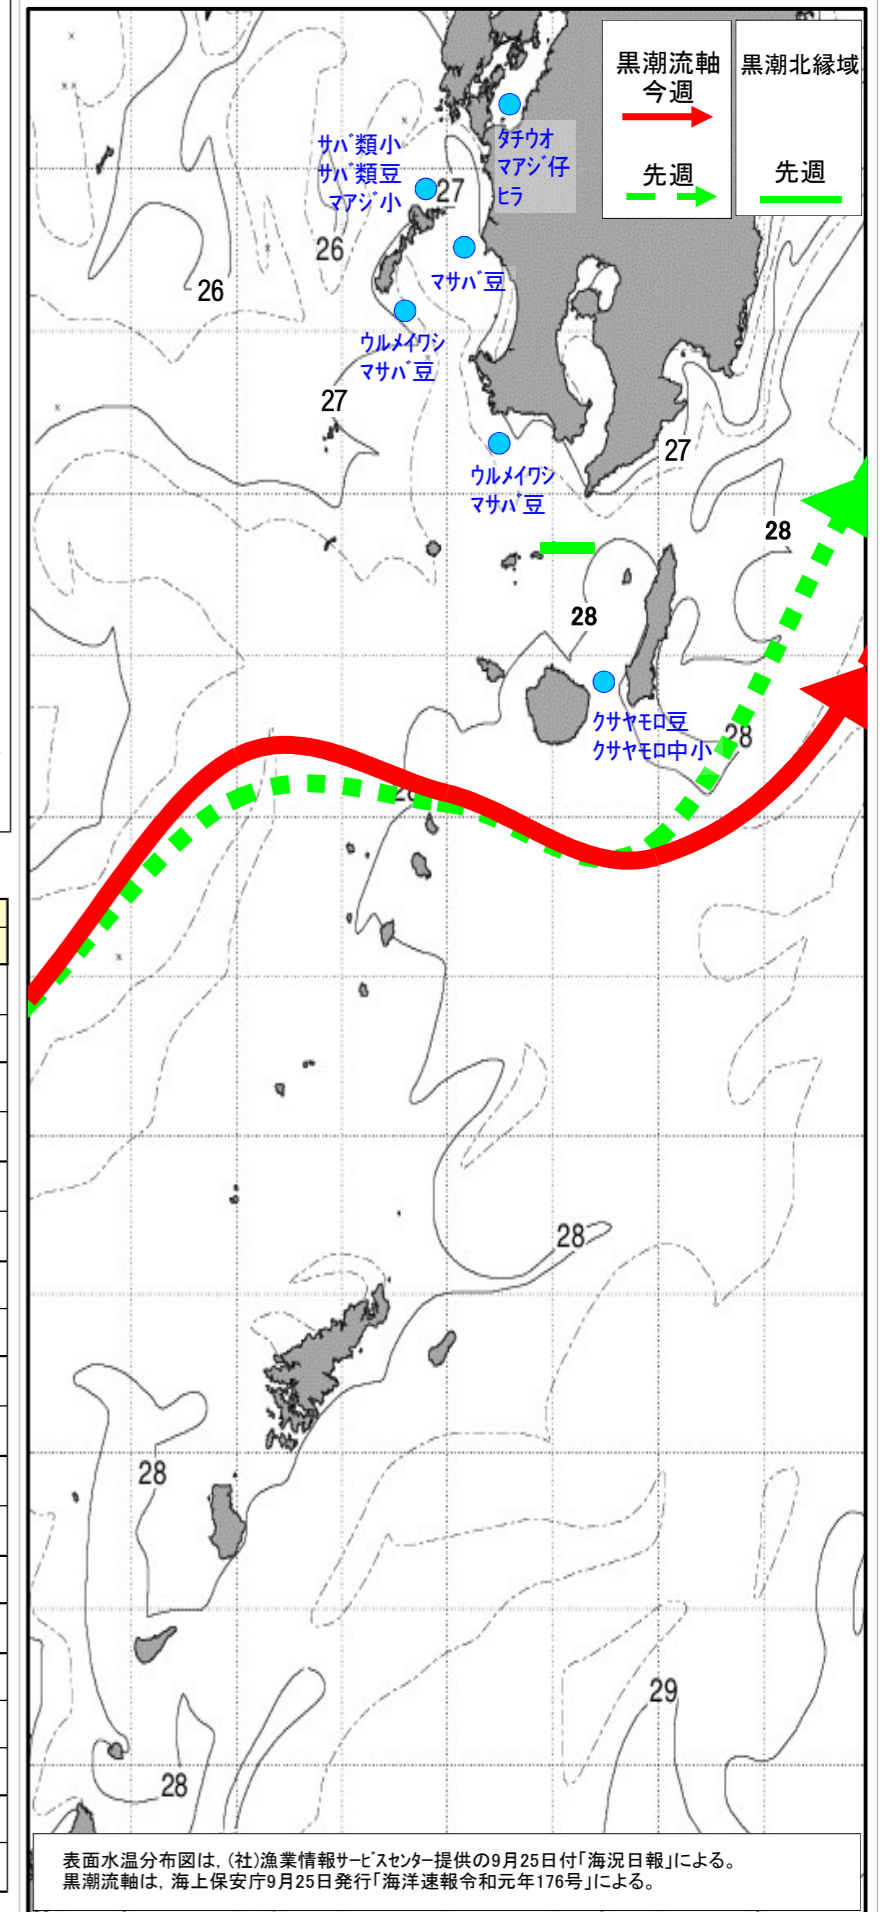 黒潮流軸
今週
先週
黒潮北縁域
先週
タチウオ
マアジ仔
ヒラ
サバ類小
サバ類豆
マアジ小
27
26
26
マサバ豆
ウルメイワシ
マサバ豆
27
27
ウルメイワシ
マサバ豆
28
28
クサヤモロ豆
クサヤモロ中小
28
28
28
28
29
28
表面水温分布図は，(社)漁業情報サービスセンター提供の9月25日付「海況日報」による。
黒潮流軸は，海上保安庁9月25日発行「海洋速報令和元年176号」による。